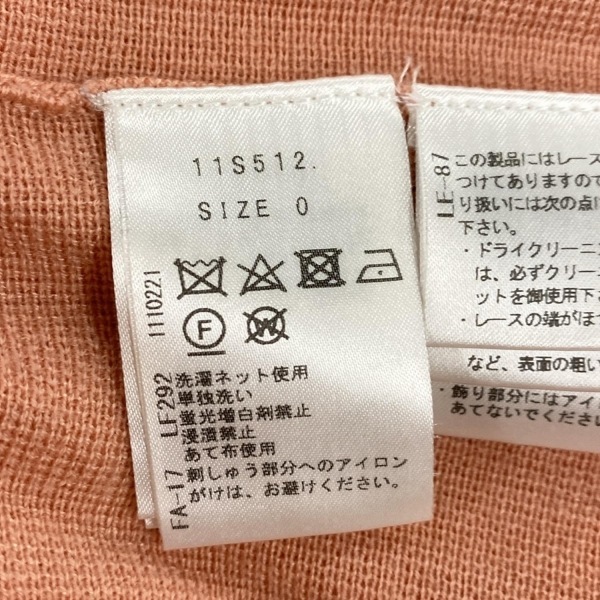 11S512.
SIZE 0
1110221
F
W
LF292
洗濯ネット使用
単独洗い
蛍光増白剤禁止
浸漬禁止
あて布使用
FA-17
刺しゅう部分へのアイロン
がけは、お避けください。
LE-87
この製品にはレース
つけてありますので
り扱いには次の点に
下さい。
・ドライクリーニン
は、必ずクリーニ
ットを御使用下さ
・レースの端がほ
など、表面の粗い
・飾り部分にはアイ
あてないでください